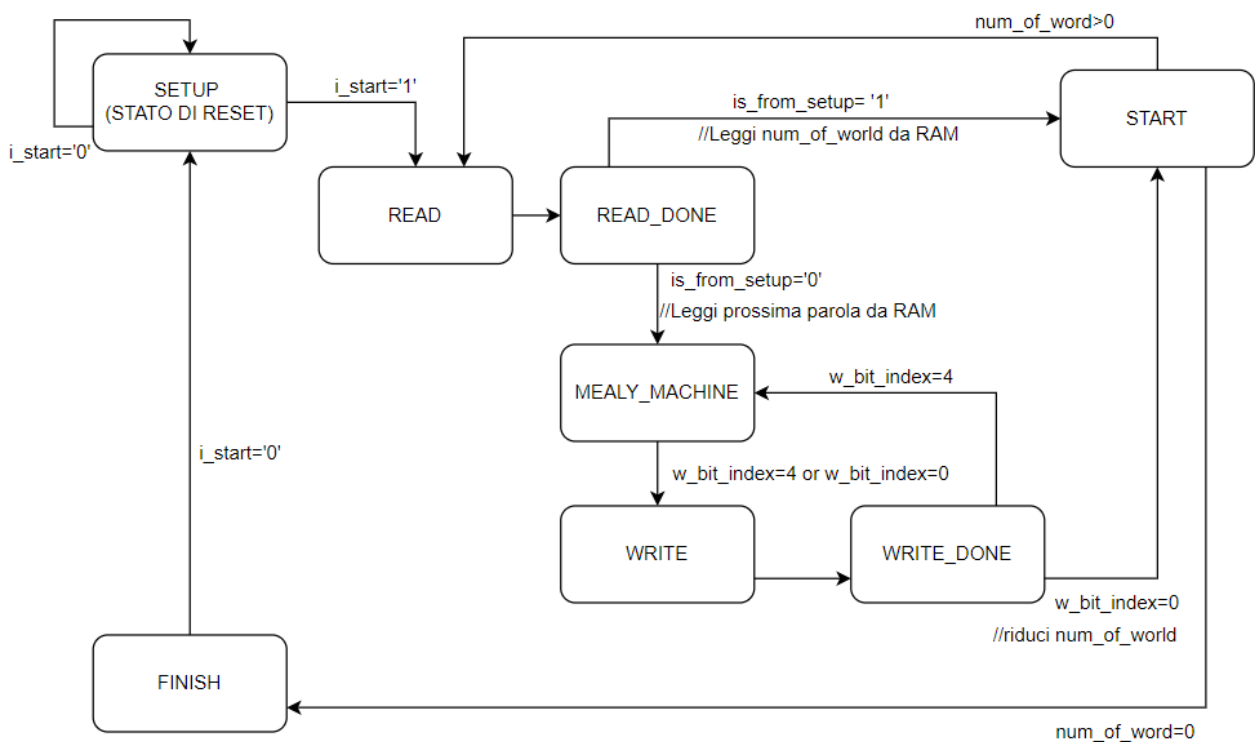 num_of_word>0
SETUP
(STATO DI RESET)
i_start='1'
is_from_setup= '1'
//Leggi num_of_world da RAM
START
i_start='0'
READ
READ_DONE
is_from_setup='0'
//Leggi prossima parola da RAM
MEALY_MACHINE
w_bit_index=4
i_start='0'
w_bit_index=4 or w_bit_index=0
WRITE
WRITE_DONE
w_bit_index=0
//riduci num_of_world
FINISH
num_of_word=0